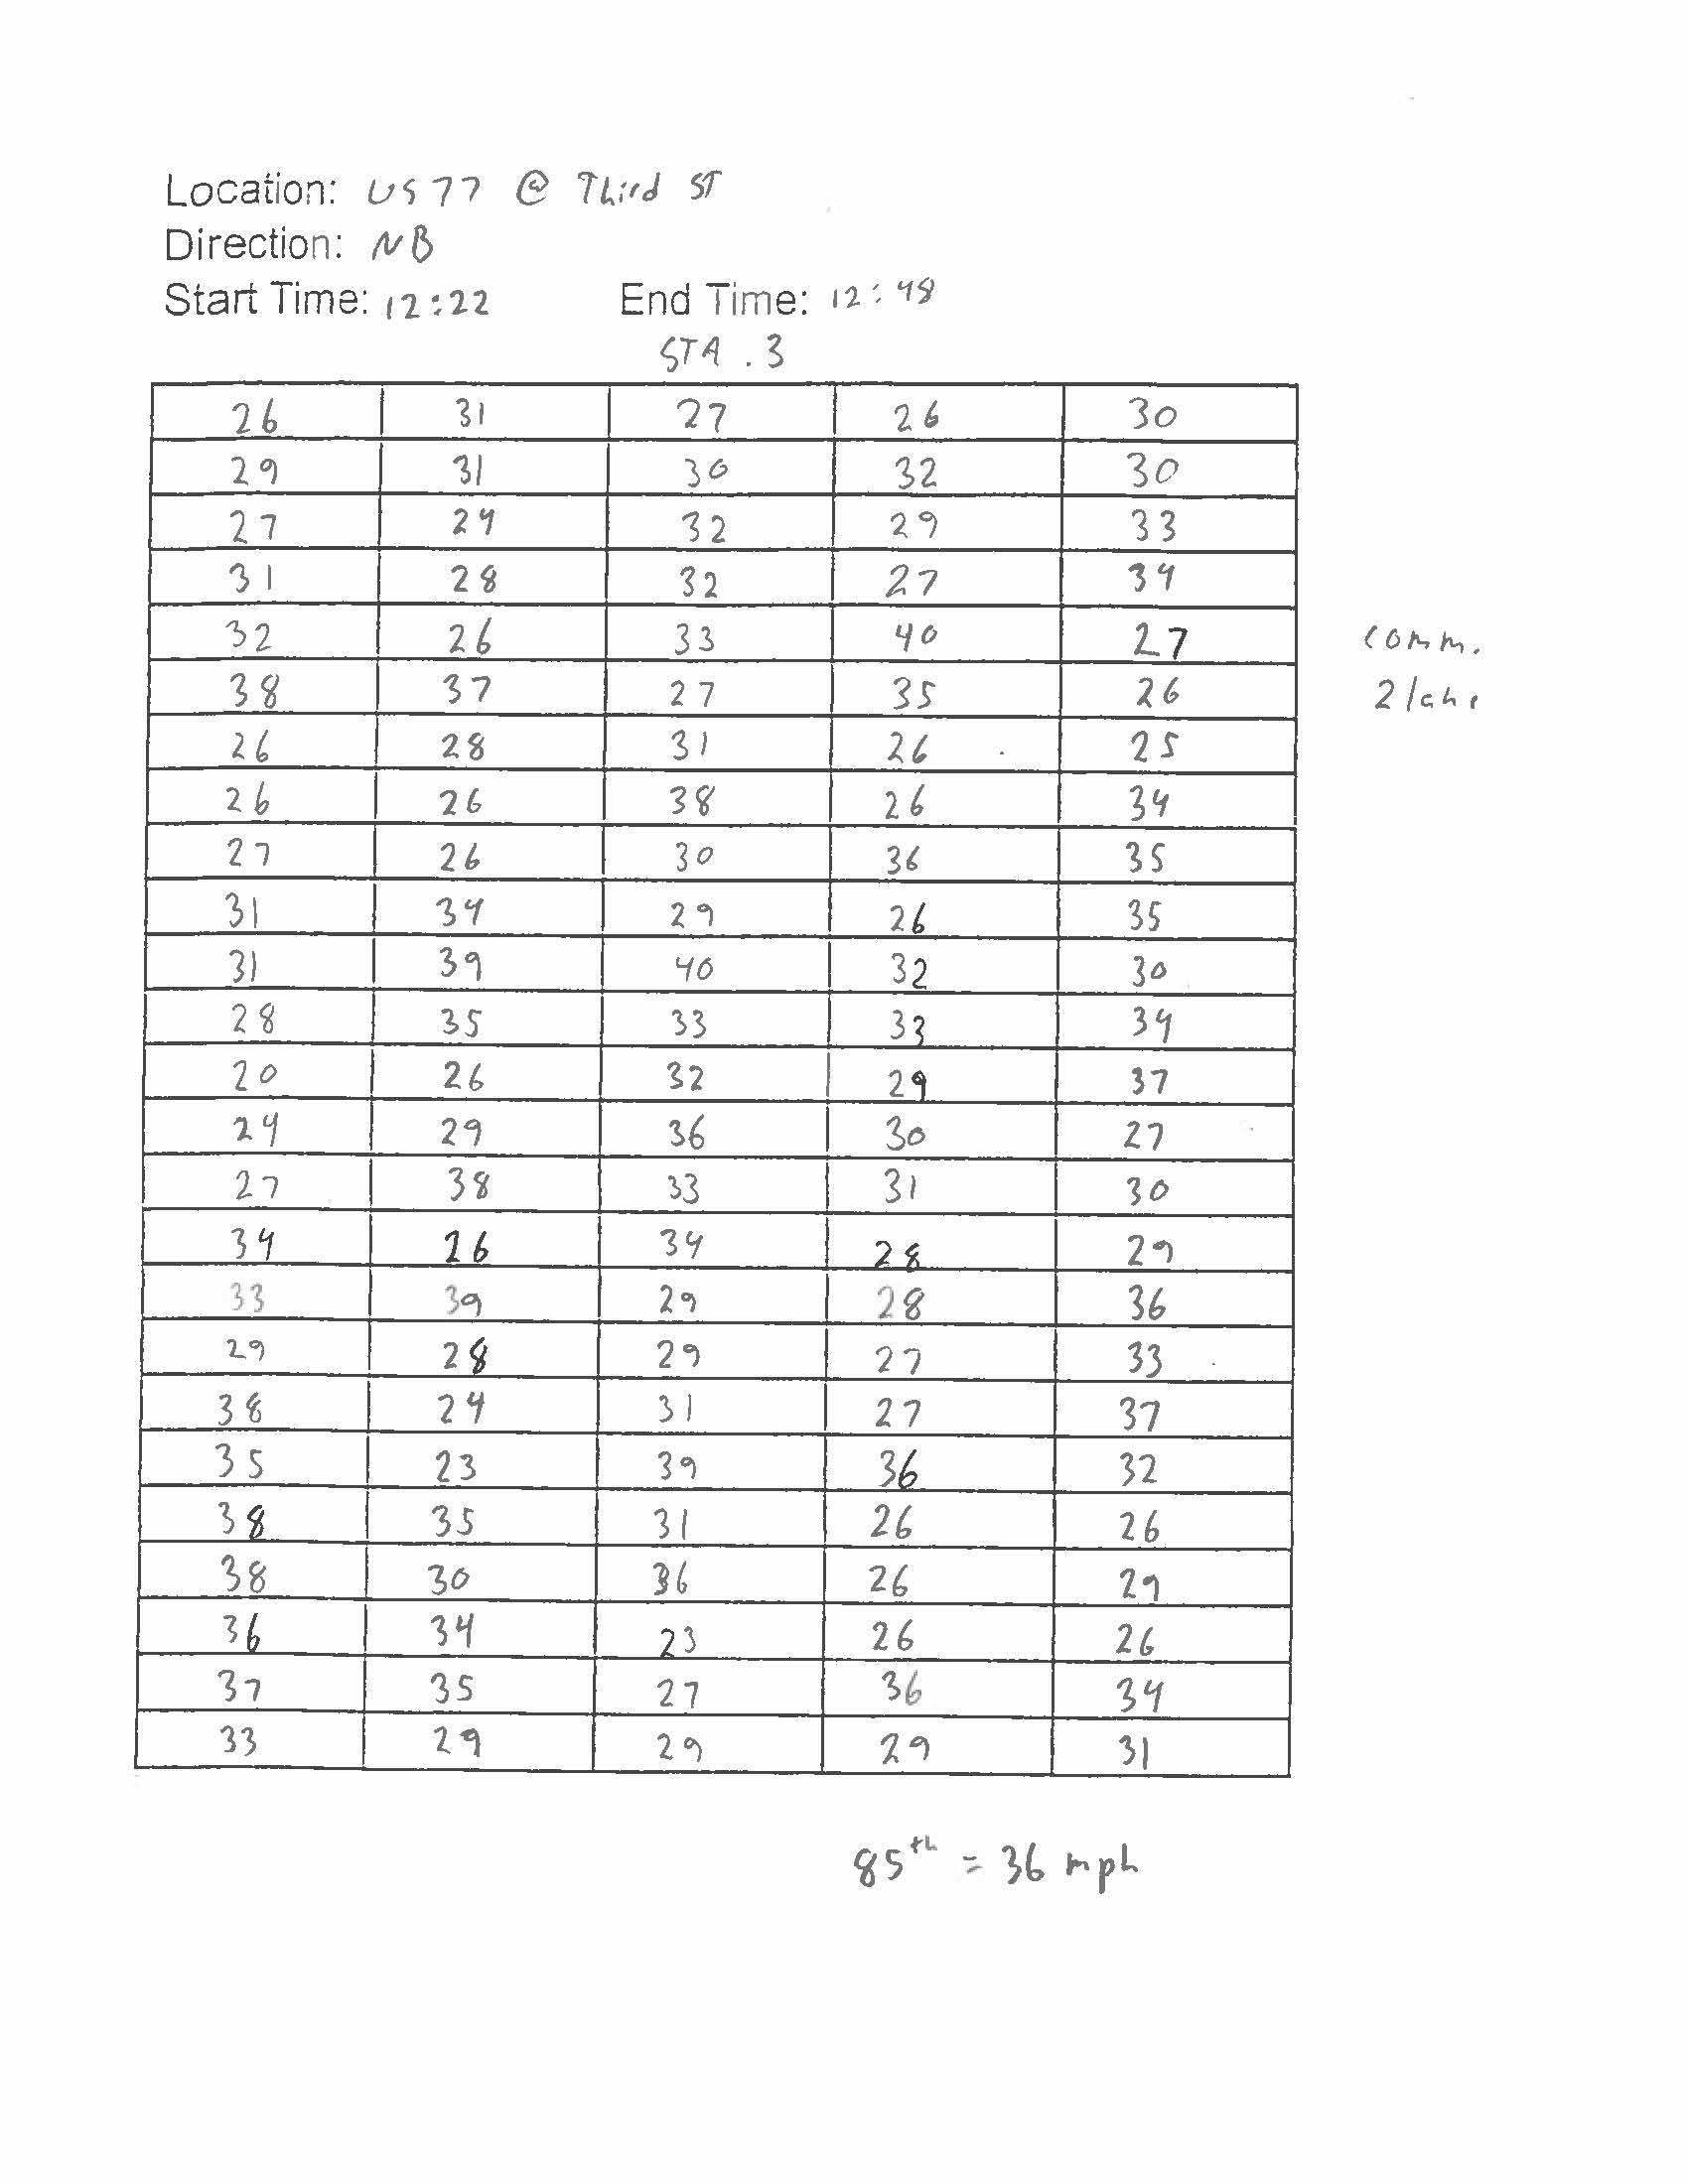 Location: US 77 @ Third ST
Direction: NB
Start Time: 12:22 End Time: 12:48
STA. 3
26 31 27 26 30
29 31 30 32 30
27 24 32 29 33
31 28 32 27 34
32 26 33 40 27 comm.
38 37 27 35 26 2 lane
26 28 31 26 25
26 26 38 26 34
27 26 30 36 35
31 34 29 26 35
31 39 40 32 30
28 35 33 33 34
20 26 32 29 37
24 29 36 30 27
27 38 33 31 30
34 26 34 28 29
33 39 29 28 36
29 28 29 27 33
38 24 31 27 37
35 23 39 36 32
38 35 31 26 26
38 30 36 26 29
36 34 23 26 26
37 35 27 36 34
33 29 29 29 31
85th = 36 mph